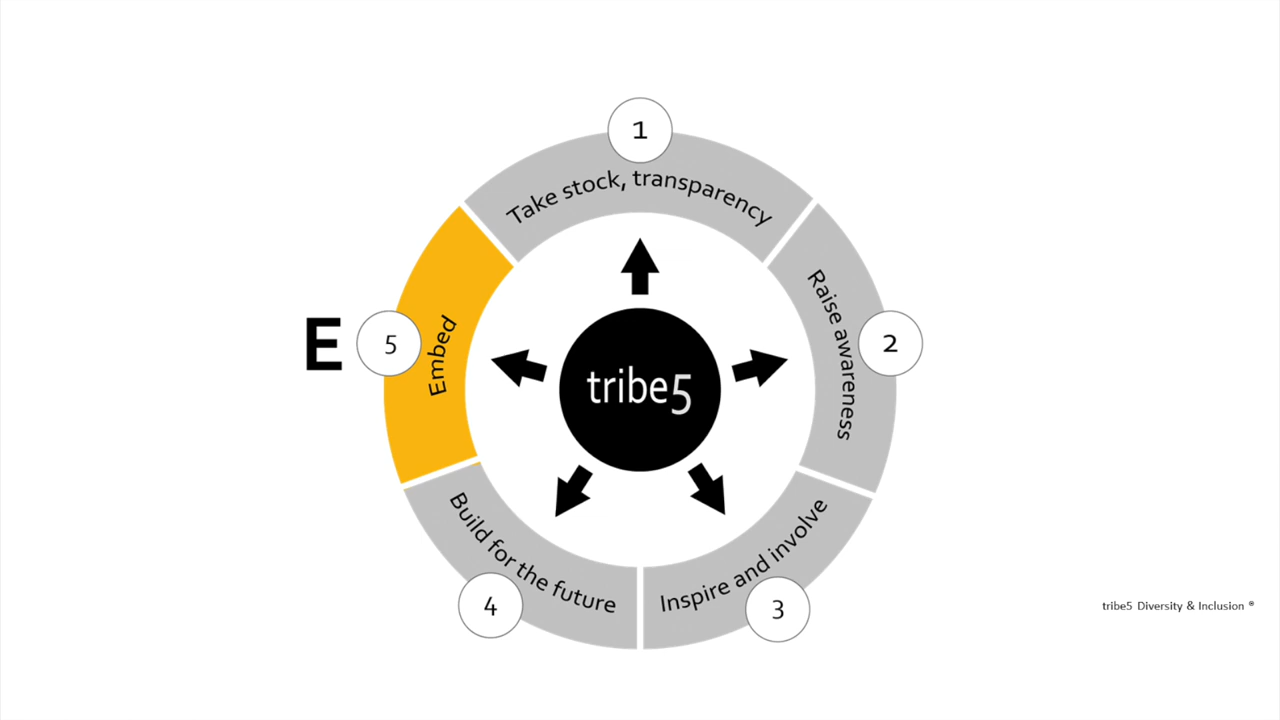 1
Take stock, transparency
2
Raise awareness
3
Inspire and involve
4
Build for the future
E
5
Embed
tribe5
tribe5 Diversity & Inclusion ®